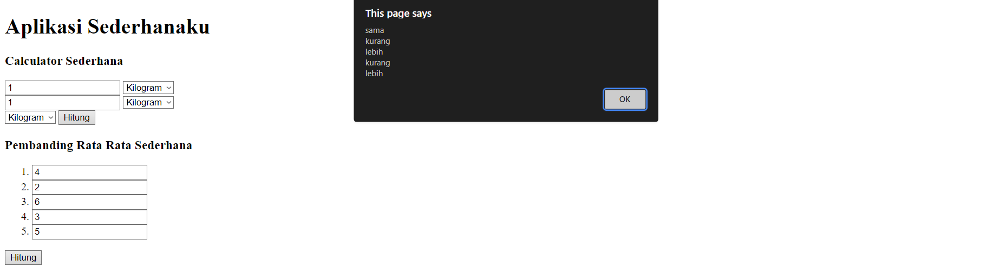 Aplikasi Sederhanaku
Calculator Sederhana
1 Kilogram
1 Kilogram
Kilogram Hitung
Pembanding Rata Rata Sederhana
1. 4
2. 2
3. 6
4. 3
5. 5
Hitung
This page says
sama
kurang
lebih
kurang
lebih
OK